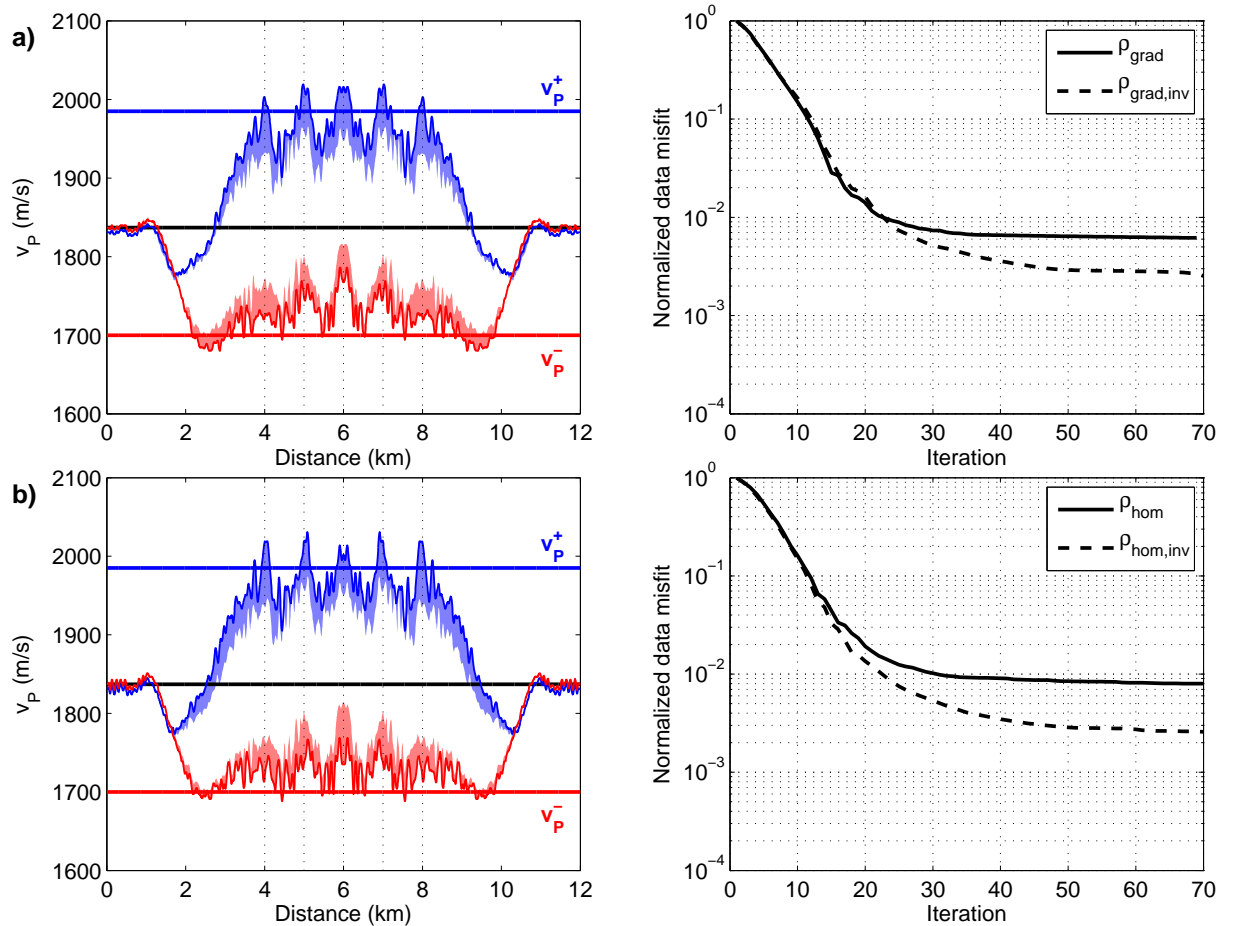 a)
2100
2000
1900
1800
1700
1600
v_P (m/s)
v_P^+
v_P^-
0 2 4 6 8 10 12
Distance (km)
10^0
10^{-1}
10^{-2}
10^{-3}
10^{-4}
Normalized data misfit
ρ_grad
ρ_grad,inv
0 10 20 30 40 50 60 70
Iteration
b)
2100
2000
1900
1800
1700
1600
v_P (m/s)
v_P^+
v_P^-
0 2 4 6 8 10 12
Distance (km)
10^0
10^{-1}
10^{-2}
10^{-3}
10^{-4}
Normalized data misfit
ρ_hom
ρ_hom,inv
0 10 20 30 40 50 60 70
Iteration